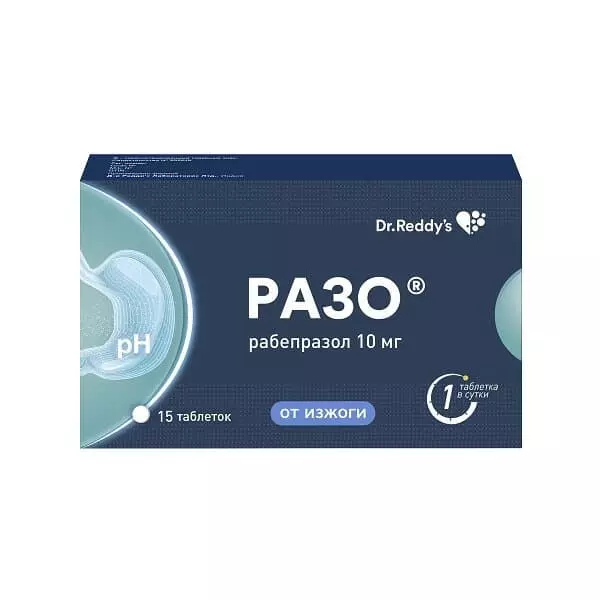 Dr.Reddy's
РАЗО®
рабепразол 10 мг
pH
15 таблеток
ОТ ИЗЖОГИ
1 таблетка
в сутки